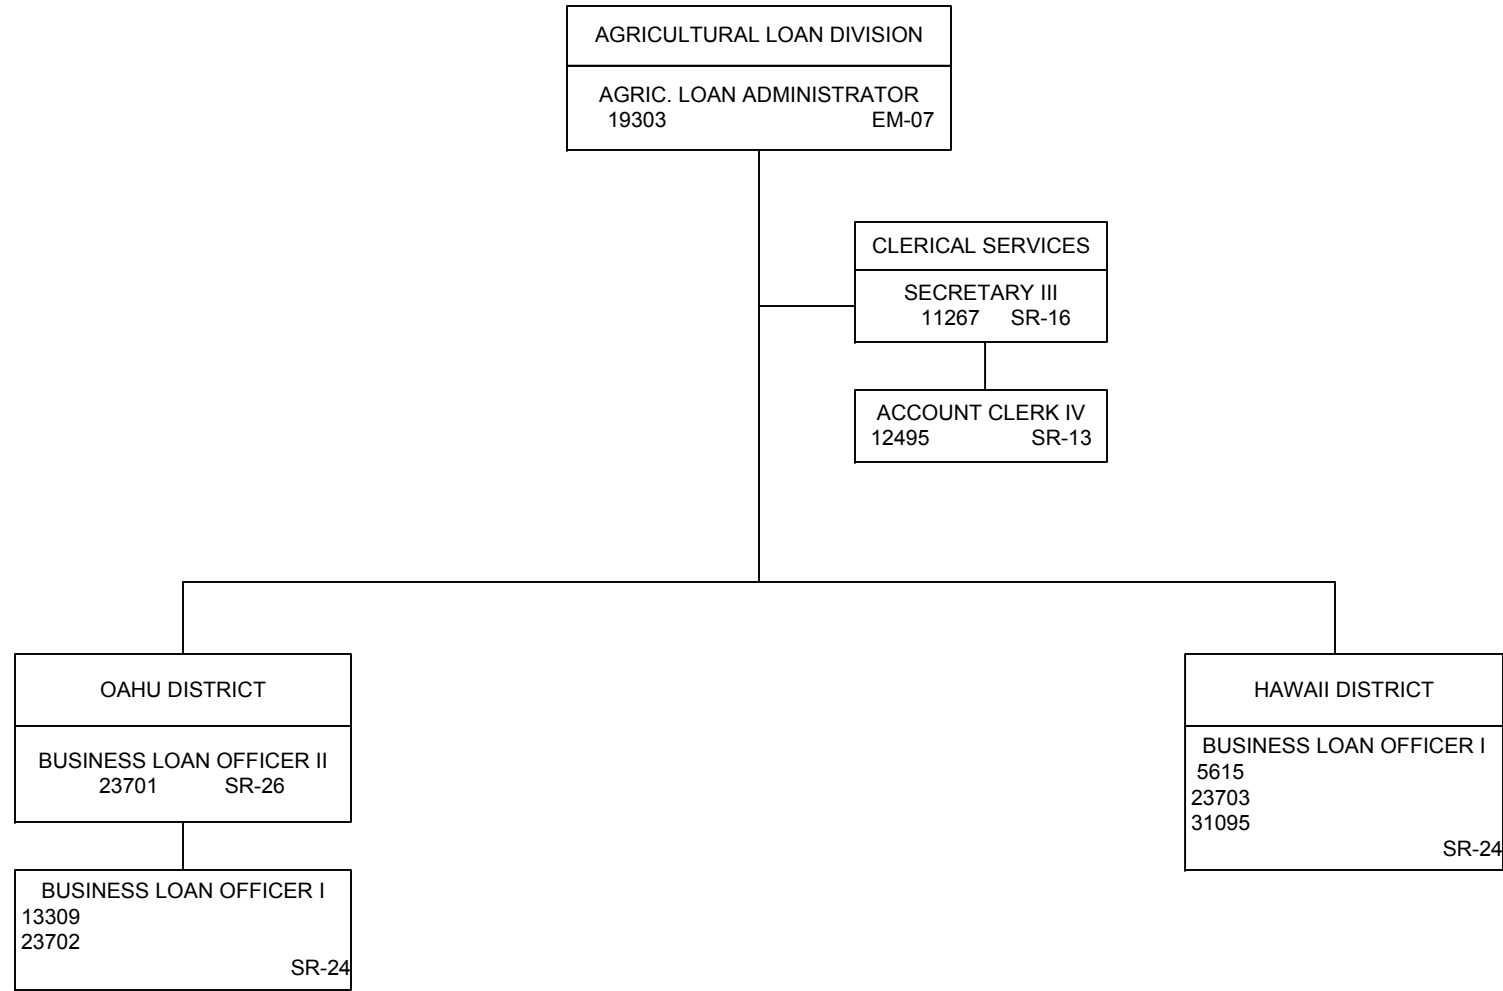 AGRICULTURAL LOAN DIVISION
AGRIC. LOAN ADMINISTRATOR
19303 EM-07
CLERICAL SERVICES
SECRETARY III
11267 SR-16
ACCOUNT CLERK IV
12495 SR-13
OAHU DISTRICT
BUSINESS LOAN OFFICER II
23701 SR-26
BUSINESS LOAN OFFICER I
13309
23702
SR-24
HAWAII DISTRICT
BUSINESS LOAN OFFICER I
5615
23703
31095
SR-24